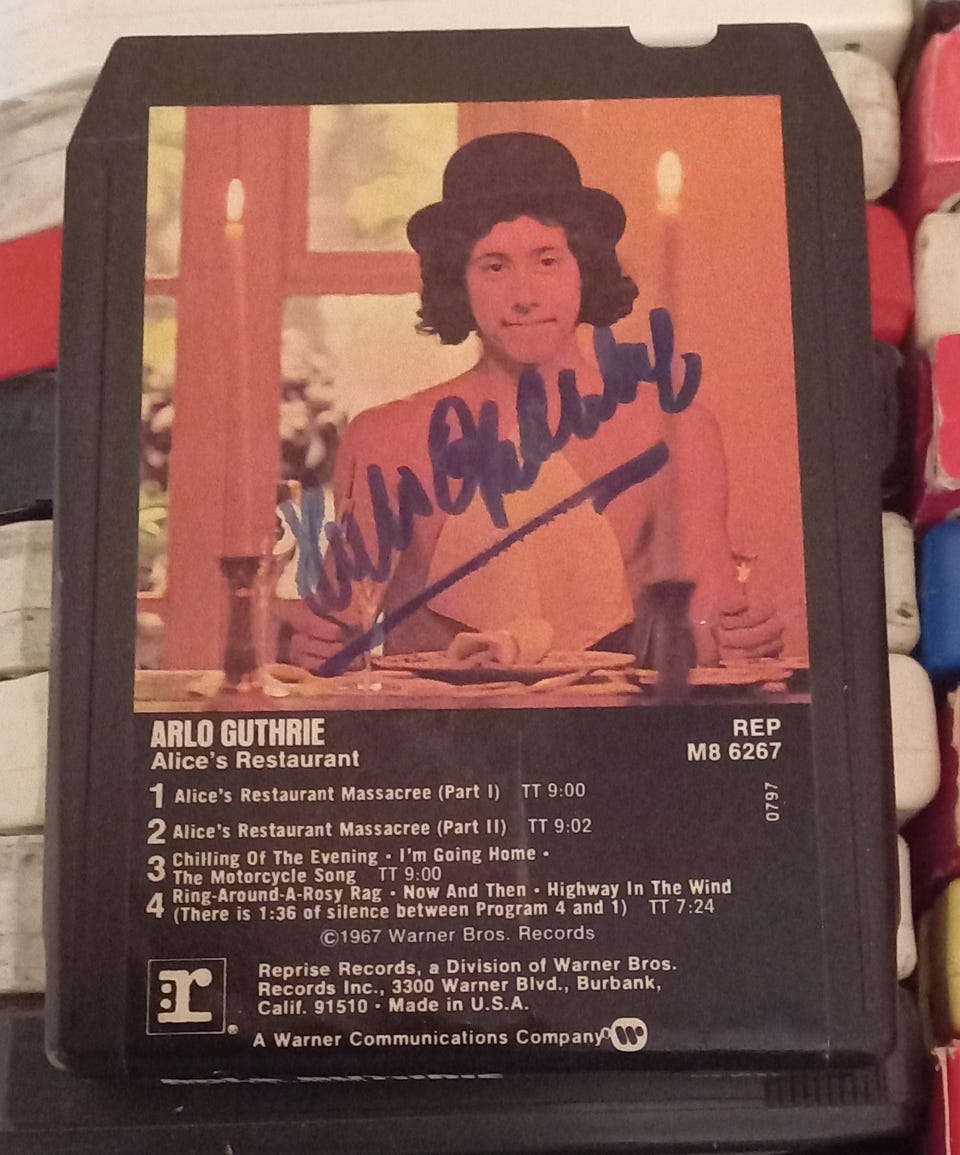 ARLO GUTHRIE
Alice's Restaurant
REP
M8 6267
0797
1 Alice's Restaurant Massacree (Part I) TT 9:00
2 Alice's Restaurant Massacree (Part II) TT 9:02
3 Chilling Of The Evening • I'm Going Home •
The Motorcycle Song TT 9:00
4 Ring-Around-A-Rosy Rag • Now And Then • Highway In The Wind
(There is 1:36 of silence between Program 4 and 1) TT 7:24
©1967 Warner Bros. Records
r®
Reprise Records, a Division of Warner Bros.
Records Inc., 3300 Warner Blvd., Burbank,
Calif. 91510 • Made in U.S.A.
A Warner Communications Company